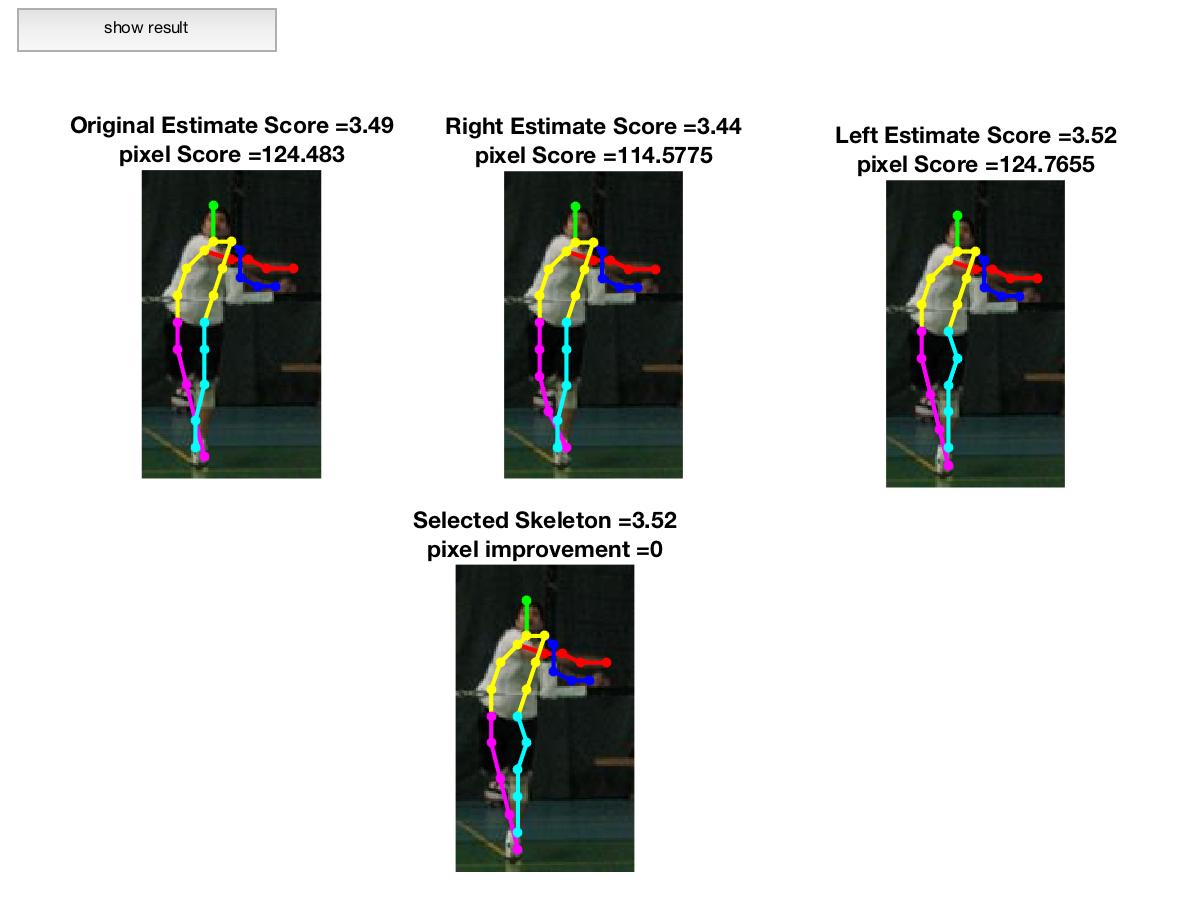 show result
Original Estimate Score =3.49
pixel Score =124.483
Right Estimate Score =3.44
pixel Score =114.5775
Left Estimate Score =3.52
pixel Score =124.7655
Selected Skeleton =3.52
pixel improvement =0